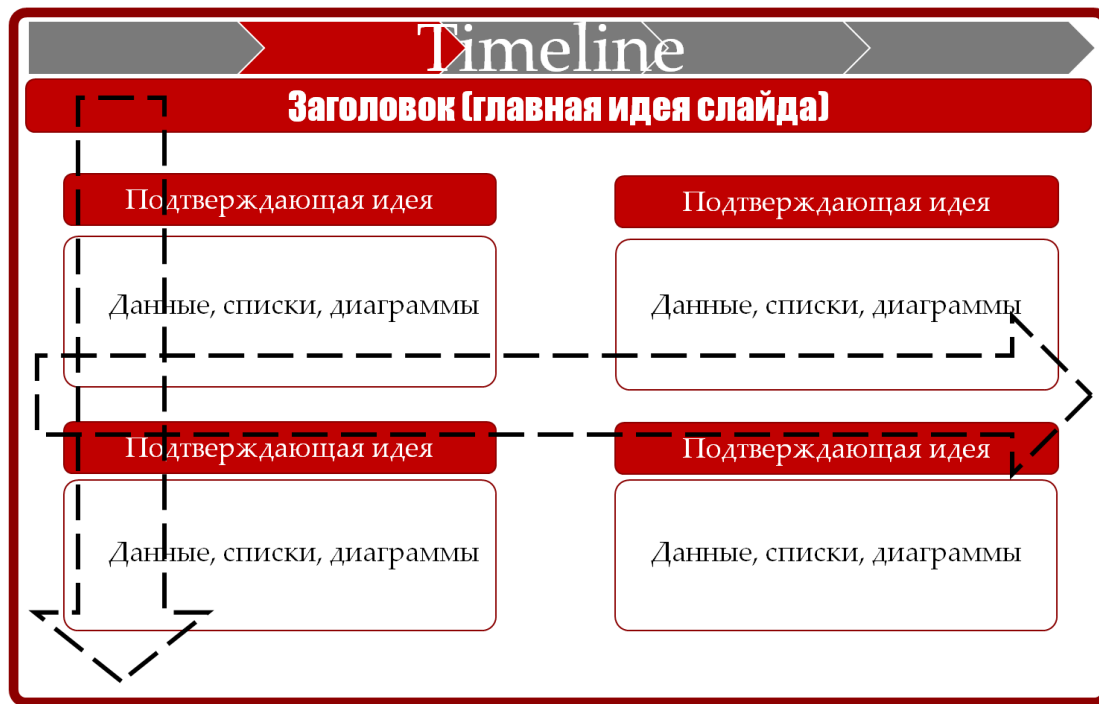 Timeline
Заголовок (главная идея слайда)
Подтверждающая идея
Подтверждающая идея
Данные, списки, диаграммы
Данные, списки, диаграммы
Подтверждающая идея
Подтверждающая идея
Данные, списки, диаграммы
Данные, списки, диаграммы